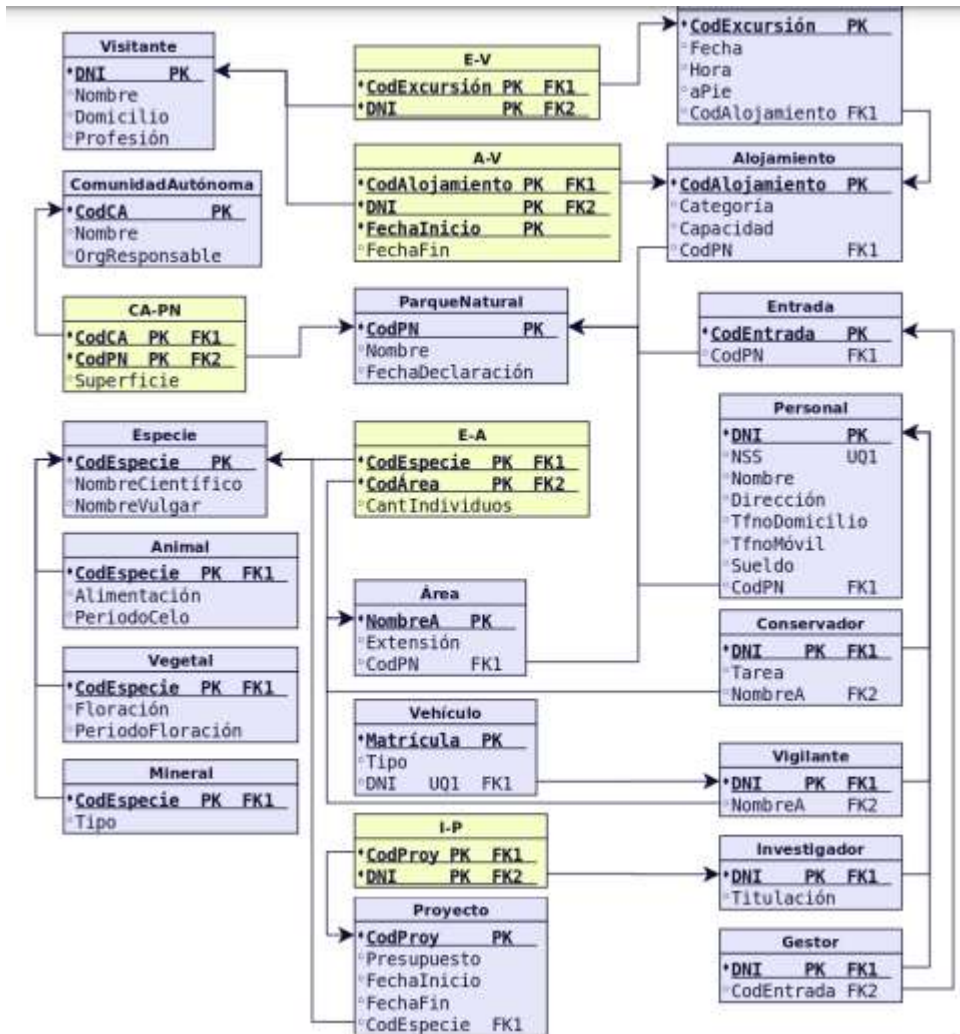 CodExcursión PK
Fecha
Hora
aPie
CodAlojamiento FK1
Visitante
DNI PK
Nombre
Domicilio
Profesión
E-V
CodExcursión PK FK1
DNI PK FK2
A-V
CodAlojamiento PK FK1
DNI PK FK2
FechaInicio PK
FechaFin
Alojamiento
CodAlojamiento PK
Categoría
Capacidad
CodPN FK1
ComunidadAutónoma
CodCA PK
Nombre
OrgResponsable
CA-PN
CodCA PK FK1
CodPN PK FK2
Superficie
ParqueNatural
CodPN PK
Nombre
FechaDeclaración
Entrada
CodEntrada PK
CodPN FK1
Especie
CodEspecie PK
NombreCientífico
NombreVulgar
E-A
CodEspecie PK FK1
CodÁrea PK FK2
CantIndividuos
Personal
DNI PK
NSS UQ1
Nombre
Dirección
TfnoDomicilio
TfnoMóvil
Sueldo
CodPN FK1
Animal
CodEspecie PK FK1
Alimentación
PeriodoCelo
Área
NombreA PK
Extensión
CodPN FK1
Conservador
DNI PK FK1
Tarea
NombreA FK2
Vegetal
CodEspecie PK FK1
Floración
PeriodoFloración
Vehículo
Matrícula PK
Tipo
DNI UQ1 FK1
Vigilante
DNI PK FK1
NombreA FK2
Mineral
CodEspecie PK FK1
Tipo
I-P
CodProy PK FK1
DNI PK FK2
Investigador
DNI PK FK1
Titulación
Proyecto
CodProy PK
Presupuesto
FechaInicio
FechaFin
CodEspecie FK1
Gestor
DNI PK FK1
CodEntrada FK2